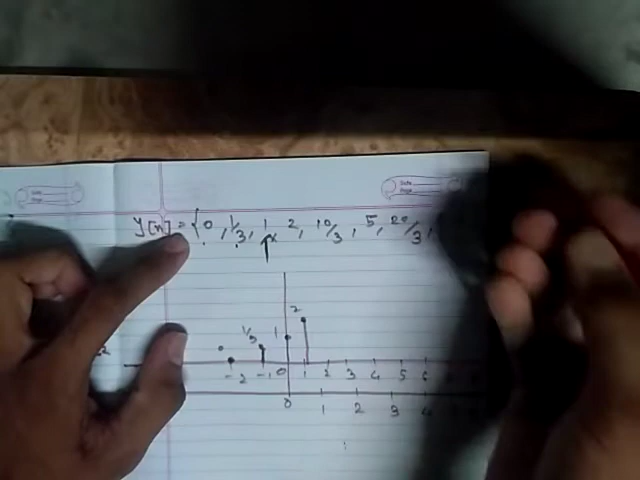 y[n] = { 0, 1/3, 1, 2, 10/3, 5, 20/3,
2
1/3 1
0
-2 -1 0 1 2 3 4 5 6
0 1 2 3 4